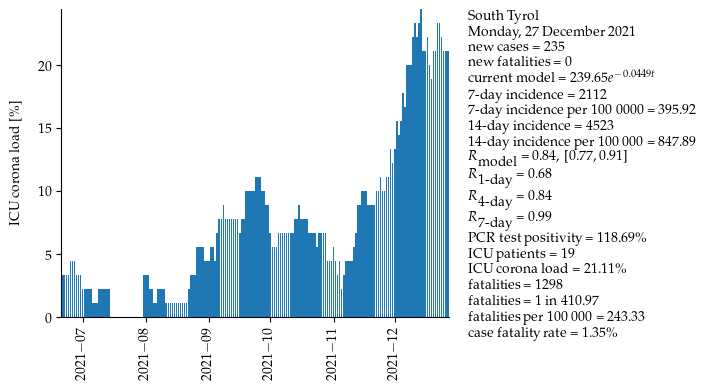 ICU corona load [%]
20
15
10
5
0
2021−07
2021−08
2021−09
2021−10
2021−11
2021−12
South Tyrol
Monday, 27 December 2021
new cases = 235
new fatalities = 0
current model = 239.65e^{−0.0449t}
7-day incidence = 2112
7-day incidence per 100 0000 = 395.92
14-day incidence = 4523
14-day incidence per 100 000 = 847.89
R_model = 0.84, [0.77, 0.91]
R_1-day = 0.68
R_4-day = 0.84
R_7-day = 0.99
PCR test positivity = 118.69%
ICU patients = 19
ICU corona load = 21.11%
fatalities = 1298
fatalities = 1 in 410.97
fatalities per 100 000 = 243.33
case fatality rate = 1.35%